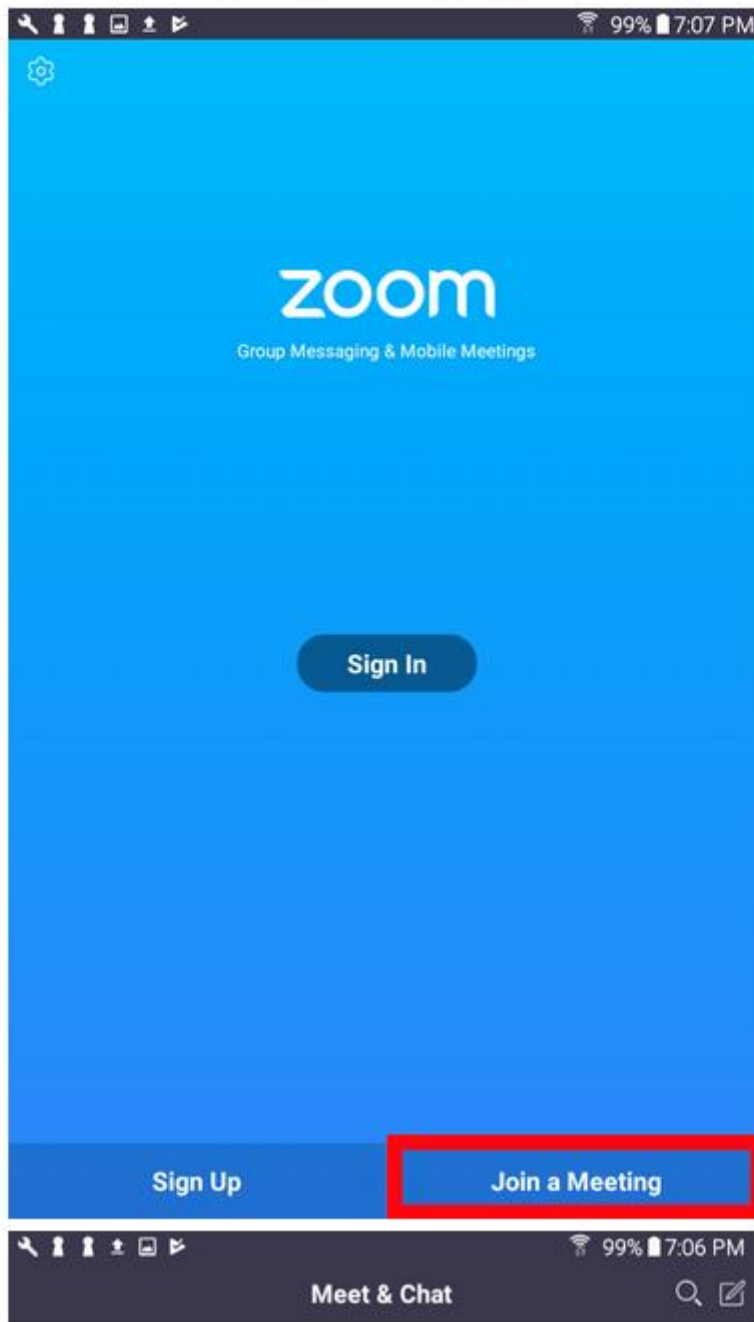 99% 7:07 PM
zoom
Group Messaging & Mobile Meetings
Sign In
Sign Up
Join a Meeting
99% 7:06 PM
Meet & Chat